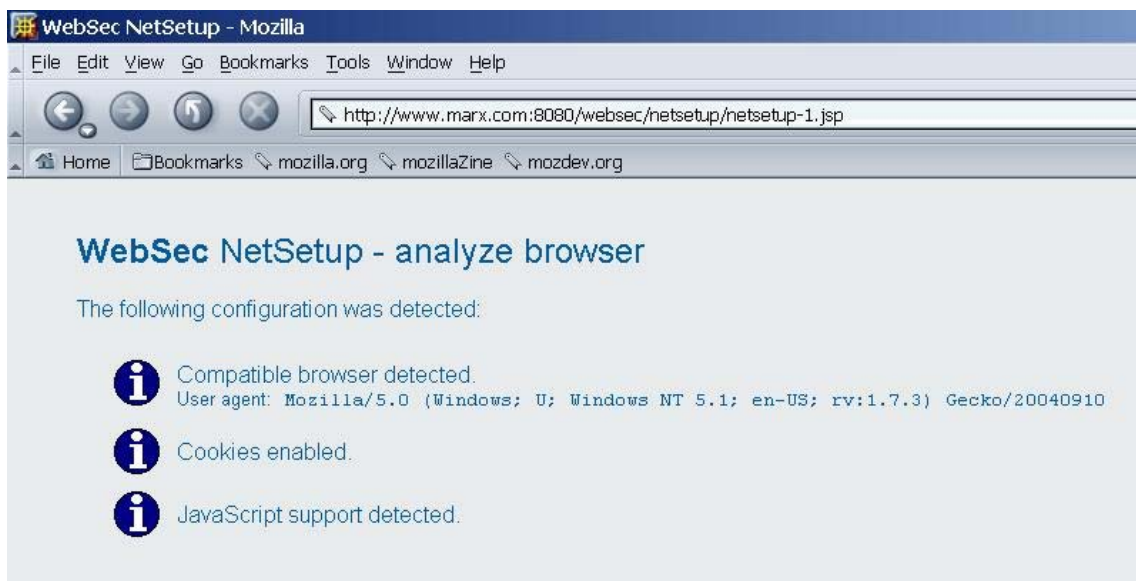 WebSec NetSetup - Mozilla
File Edit View Go Bookmarks Tools Window Help
http://www.marx.com:8080/websec/netsetup/netsetup-1.jsp
Home Bookmarks mozilla.org mozillaZine mozdev.org
WebSec NetSetup - analyze browser
The following configuration was detected:
Compatible browser detected.
User agent: Mozilla/5.0 (Windows; U; Windows NT 5.1; en-US; rv:1.7.3) Gecko/20040910
Cookies enabled.
JavaScript support detected.